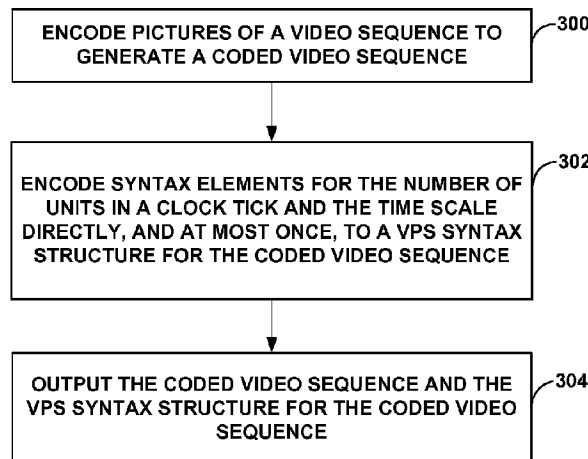 ENCODE PICTURES OF A VIDEO SEQUENCE TO
GENERATE A CODED VIDEO SEQUENCE
300
ENCODE SYNTAX ELEMENTS FOR THE NUMBER OF
UNITS IN A CLOCK TICK AND THE TIME SCALE
DIRECTLY, AND AT MOST ONCE, TO A VPS SYNTAX
STRUCTURE FOR THE CODED VIDEO SEQUENCE
302
OUTPUT THE CODED VIDEO SEQUENCE AND THE
VPS SYNTAX STRUCTURE FOR THE CODED VIDEO
SEQUENCE
304